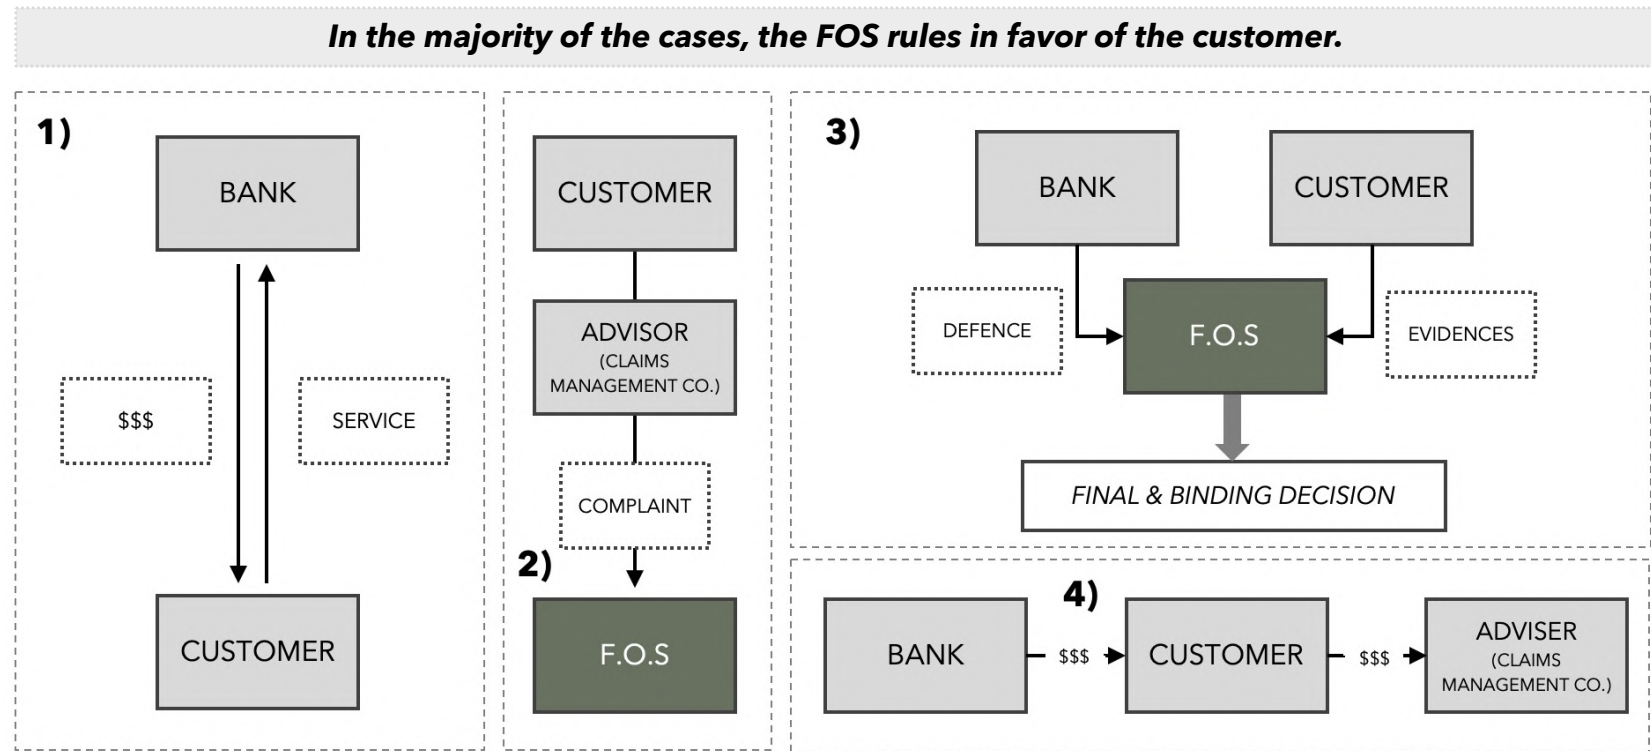 In the majority of the cases, the FOS rules in favor of the customer.
1)
BANK
$$$
SERVICE
CUSTOMER
CUSTOMER
ADVISOR
(CLAIMS
MANAGEMENT CO.)
COMPLAINT
2)
F.O.S
3)
BANK
CUSTOMER
DEFENCE
F.O.S
EVIDENCES
FINAL & BINDING DECISION
4)
BANK
$$$
CUSTOMER
$$$
ADVISER
(CLAIMS
MANAGEMENT CO.)